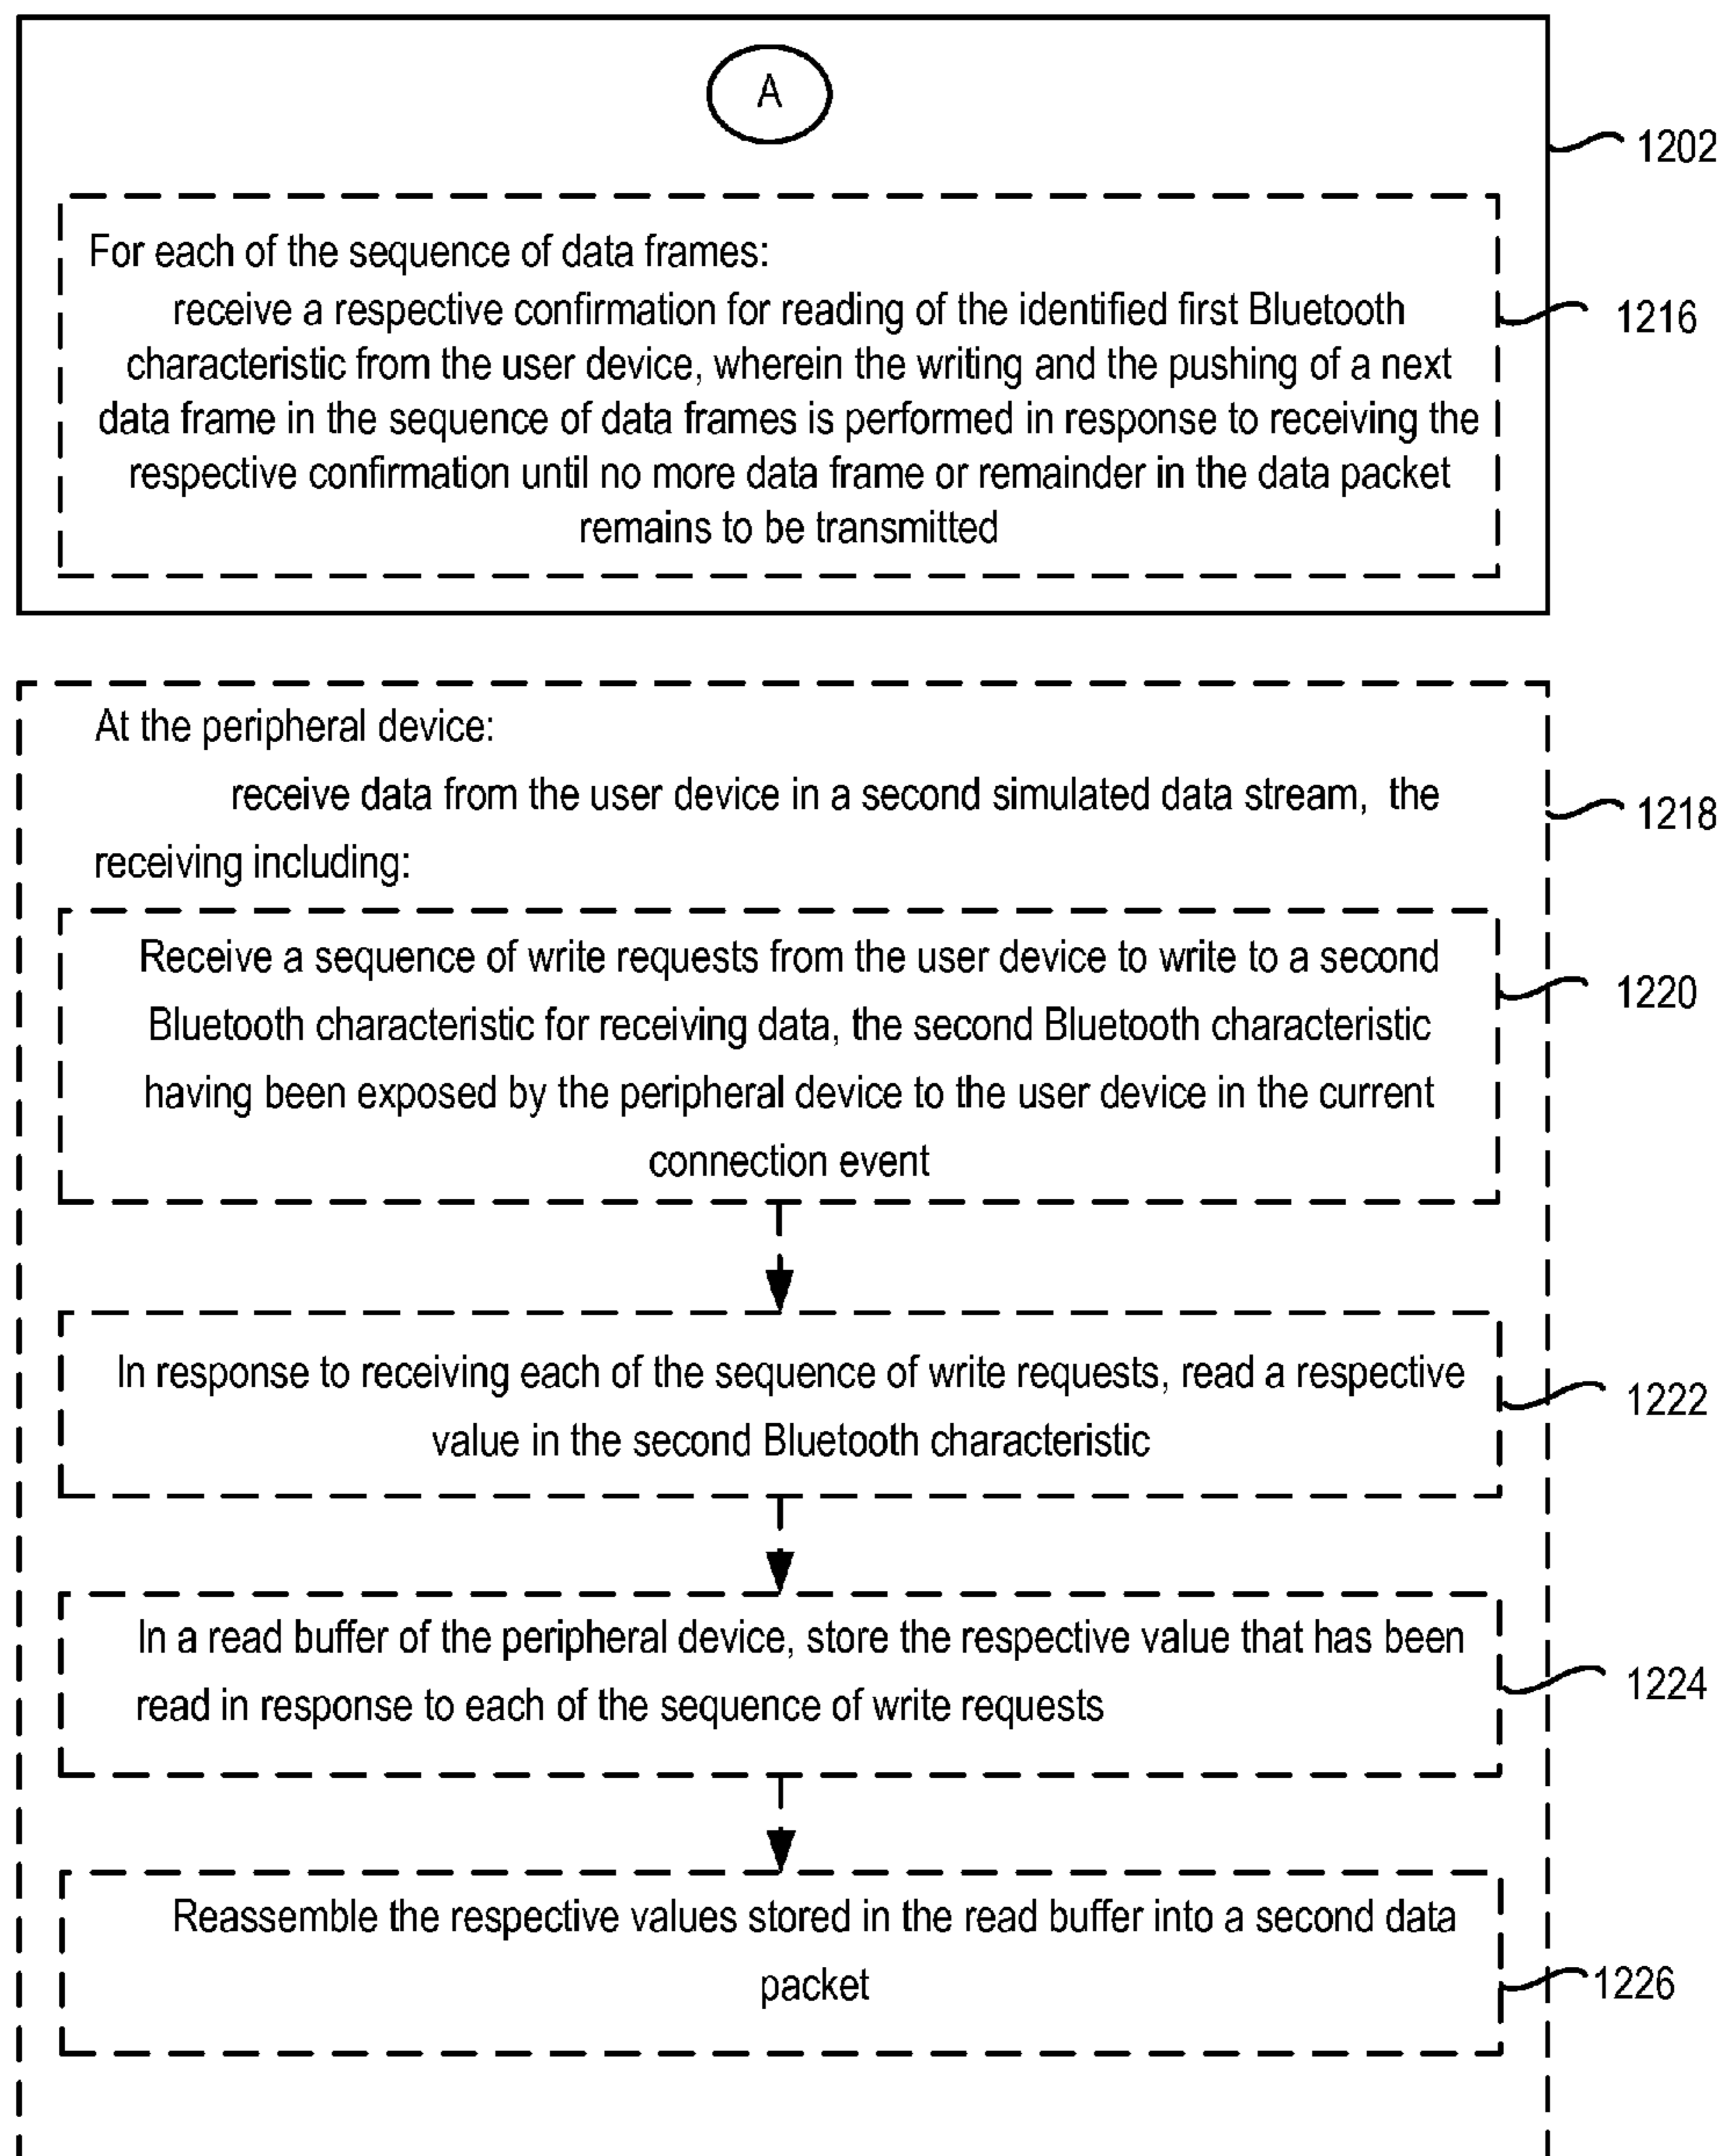 A
1202
For each of the sequence of data frames:
receive a respective confirmation for reading of the identified first Bluetooth
characteristic from the user device, wherein the writing and the pushing of a next
data frame in the sequence of data frames is performed in response to receiving the
respective confirmation until no more data frame or remainder in the data packet
remains to be transmitted
1216
At the peripheral device:
receive data from the user device in a second simulated data stream, the
receiving including:
1218
Receive a sequence of write requests from the user device to write to a second
Bluetooth characteristic for receiving data, the second Bluetooth characteristic
having been exposed by the peripheral device to the user device in the current
connection event
1220
In response to receiving each of the sequence of write requests, read a respective
value in the second Bluetooth characteristic
1222
In a read buffer of the peripheral device, store the respective value that has been
read in response to each of the sequence of write requests
1224
Reassemble the respective values stored in the read buffer into a second data
packet
1226